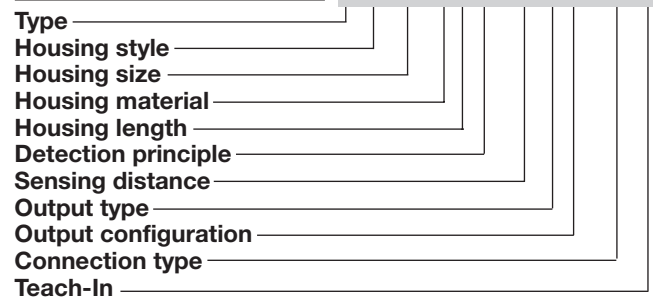 Type
Housing style
Housing size
Housing material
Housing length
Detection principle
Sensing distance
Output type
Output configuration
Connection type
Teach-In